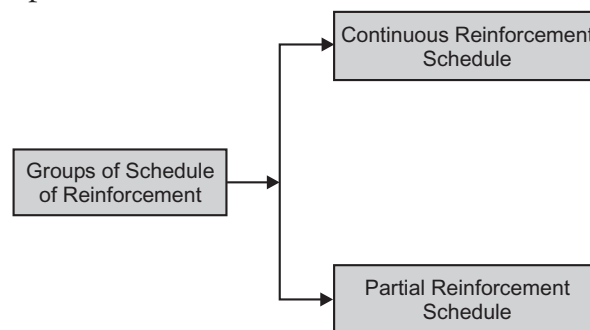 Continuous Reinforcement
Schedule
Groups of Schedule
of Reinforcement
Partial Reinforcement
Schedule